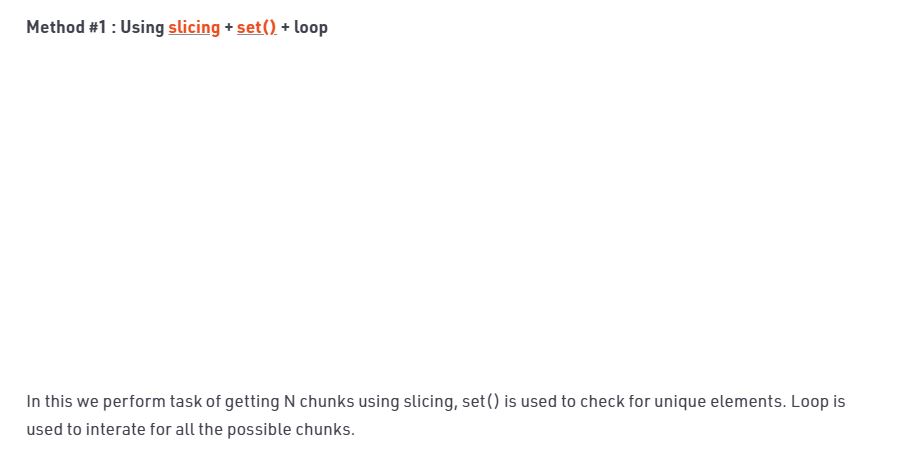 Method #1 : Using slicing + set() + loop
In this we perform task of getting N chunks using slicing, set() is used to check for unique elements. Loop is
used to interate for all the possible chunks.